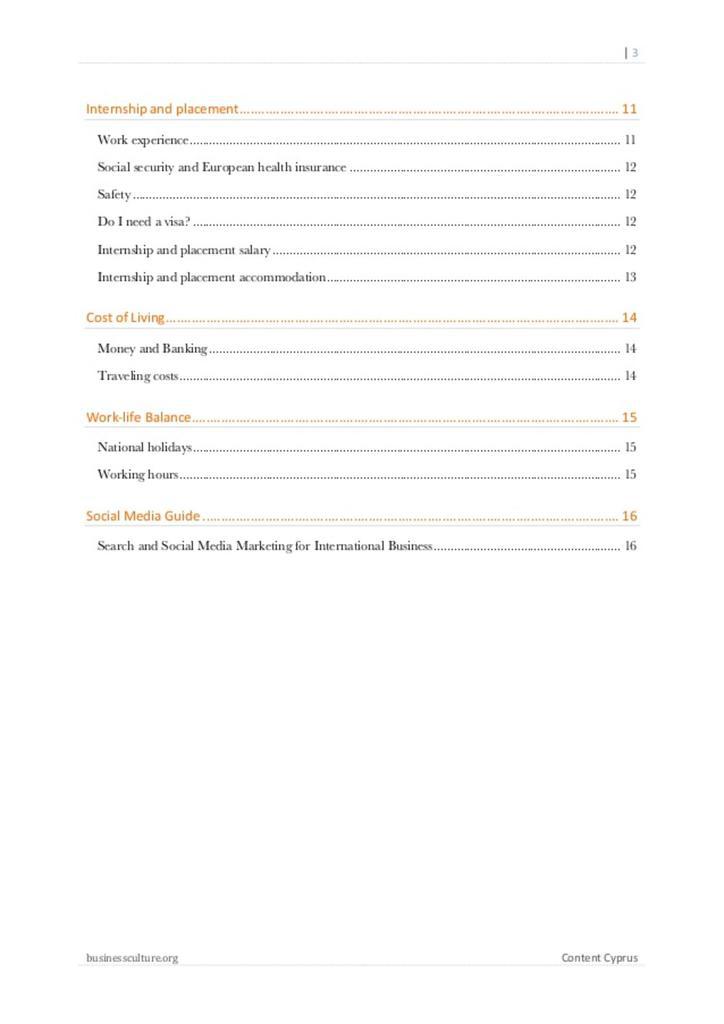 | 3
Internship and placement........................................................................................ 11
Work experience........................................................................................ 11
Social security and European health insurance ........................................................................................ 12
Safety ........................................................................................ 12
Do I need a visa? ........................................................................................ 12
Internship and placement salary ........................................................................................ 12
Internship and placement accommodation........................................................................................ 13
Cost of Living........................................................................................ 14
Money and Banking ........................................................................................ 14
Traveling costs........................................................................................ 14
Work-life Balance........................................................................................ 15
National holidays........................................................................................ 15
Working hours........................................................................................ 15
Social Media Guide ........................................................................................ 16
Search and Social Media Marketing for International Business........................................................ 16
businessculture.org Content Cyprus